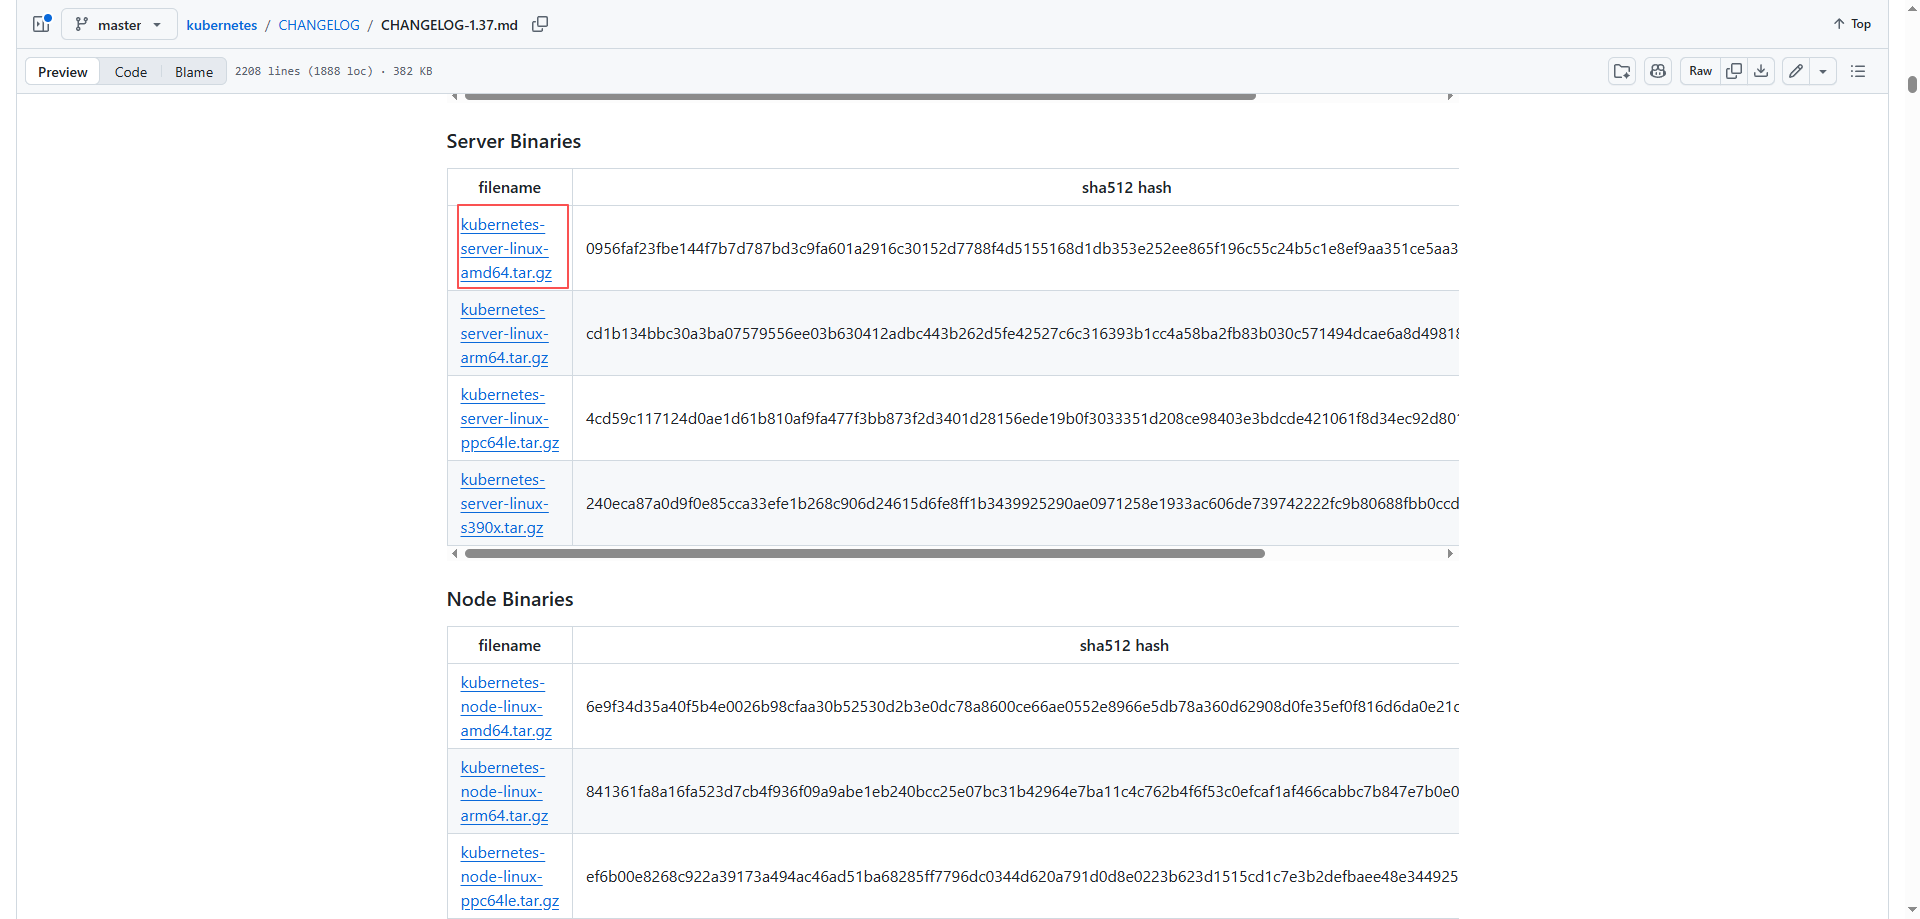 master
kubernetes / CHANGELOG / CHANGELOG-1.37.md
Top
Preview Code Blame 2208 lines (1888 loc) · 382 KB
Raw
Server Binaries
filename sha512 hash
kubernetes-
server-linux-
amd64.tar.gz
0956faf23fbe144f7b7d787bd3c9fa601a2916c30152d7788f4d5155168d1db353e252ee865f196c55c24b5c1e8ef9aa351ce5aa3
kubernetes-
server-linux-
arm64.tar.gz
cd1b134bbc30a3ba07579556ee03b630412adbc443b262d5fe42527c6c316393b1cc4a58ba2fb83b030c571494dcae6a8d49818
kubernetes-
server-linux-
ppc64le.tar.gz
4cd59c117124d0ae1d61b810af9fa477f3bb873f2d3401d28156ede19b0f3033351d208ce98403e3bdcde421061f8d34ec92d801
kubernetes-
server-linux-
s390x.tar.gz
240eca87a0d9f0e85cca33efe1b268c906d24615d6fe8ff1b3439925290ae0971258e1933ac606de739742222fc9b80688fbb0ccd
Node Binaries
filename sha512 hash
kubernetes-
node-linux-
amd64.tar.gz
6e9f34d35a40f5b4e0026b98cfaa30b52530d2b3e0dc78a8600ce66ae0552e8966e5db78a360d62908d0fe35ef0f816d6da0e21c
kubernetes-
node-linux-
arm64.tar.gz
841361fa8a16fa523d7cb4f936f09a9abe1eb240bcc25e07bc31b42964e7ba11c4c762b4f6f53c0efcaf1af466cabbc7b847e7b0e0
kubernetes-
node-linux-
ppc64le.tar.gz
ef6b00e8268c922a39173a494ac46ad51ba68285ff7796dc0344d620a791d0d8e0223b623d1515cd1c7e3b2defbaee48e344925